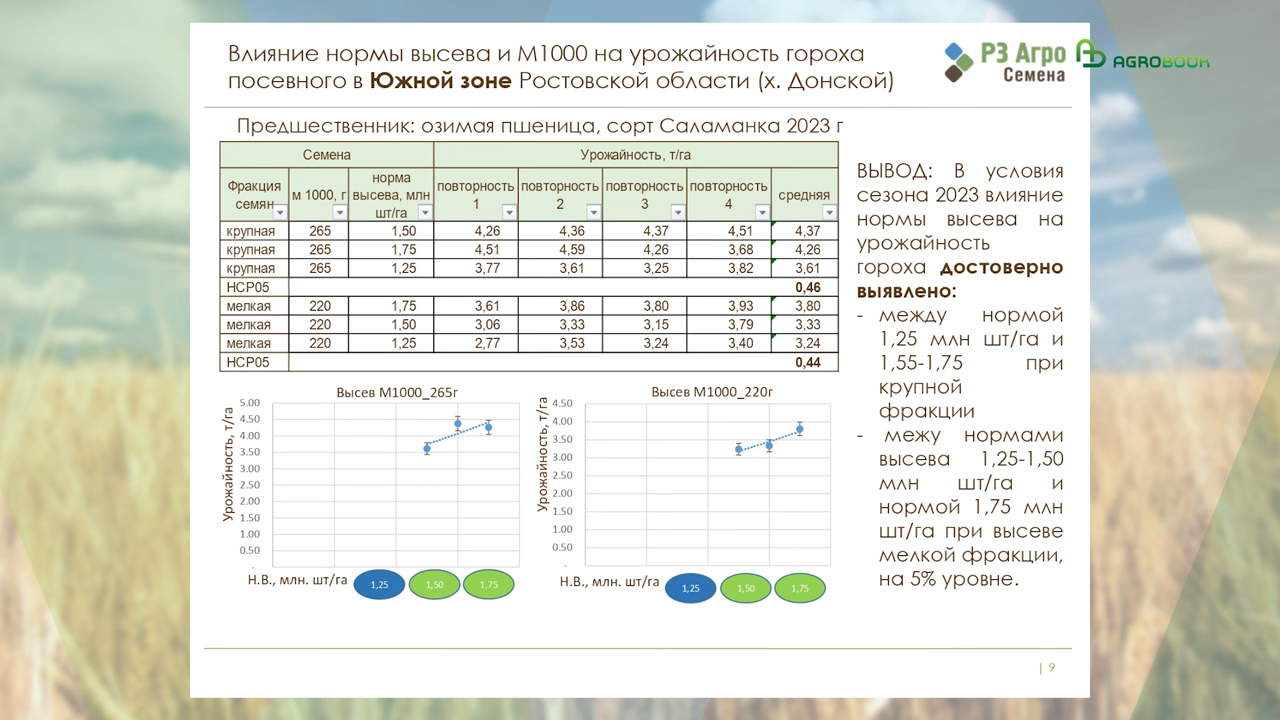 Влияние нормы высева и М1000 на урожайность гороха
посевного в Южной зоне Ростовской области (х. Донской)
РЗ Агро
Семена
AGROBOOK
Предшественник: озимая пшеница, сорт Саламанка 2023 г
Семена Урожайность, т/га
Фракция семян м 1000, г норма высева, млн шт/га повторность 1 повторность 2 повторность 3 повторность 4 средняя
крупная 265 1,50 4,26 4,36 4,37 4,51 4,37
крупная 265 1,75 4,51 4,59 4,26 3,68 4,26
крупная 265 1,25 3,77 3,61 3,25 3,82 3,61
НСР05 0,46
мелкая 220 1,75 3,61 3,86 3,80 3,93 3,80
мелкая 220 1,50 3,06 3,33 3,15 3,79 3,33
мелкая 220 1,25 2,77 3,53 3,24 3,40 3,24
НСР05 0,44
ВЫВОД: В условия
сезона 2023 влияние
нормы высева на
урожайность
гороха достоверно
выявлено:
- между нормой
1,25 млн шт/га и
1,55-1,75 при
крупной
фракции
- межу нормами
высева 1,25-1,50
млн шт/га и
нормой 1,75 млн
шт/га при высеве
мелкой фракции,
на 5% уровне.
Высев М1000_265г
Урожайность, т/га
5.00
4.50
4.00
3.50
3.00
2.50
2.00
1.50
1.00
0.50
-
Н.В., млн. шт/га 1,25 1,50 1,75
Высев М1000_220г
Урожайность, т/га
4.50
4.00
3.50
3.00
2.50
2.00
1.50
1.00
0.50
-
Н.В., млн. шт/га 1,25 1,50 1,75
| 9